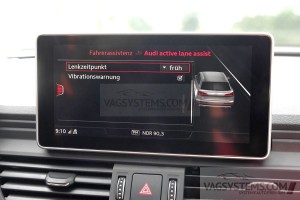 Fahrerassistenz Audi active lane assist
Lenkzeitpunkt früh
Vibrationswarnung
VAGSYSTEMS.COM
9:10 NDR 90,3
VAGSYSTEMS.COM